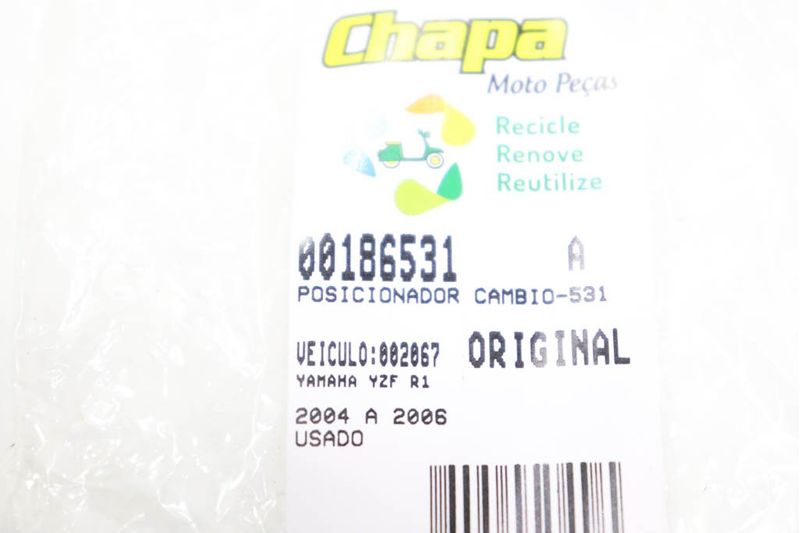 Chapa
Moto Peças
Recicle
Renove
Reutilize
00186531 A
POSICIONADOR CAMBIO-531
VEICULO:002067 ORIGINAL
YAMAHA YZF R1
2004 A 2006
USADO